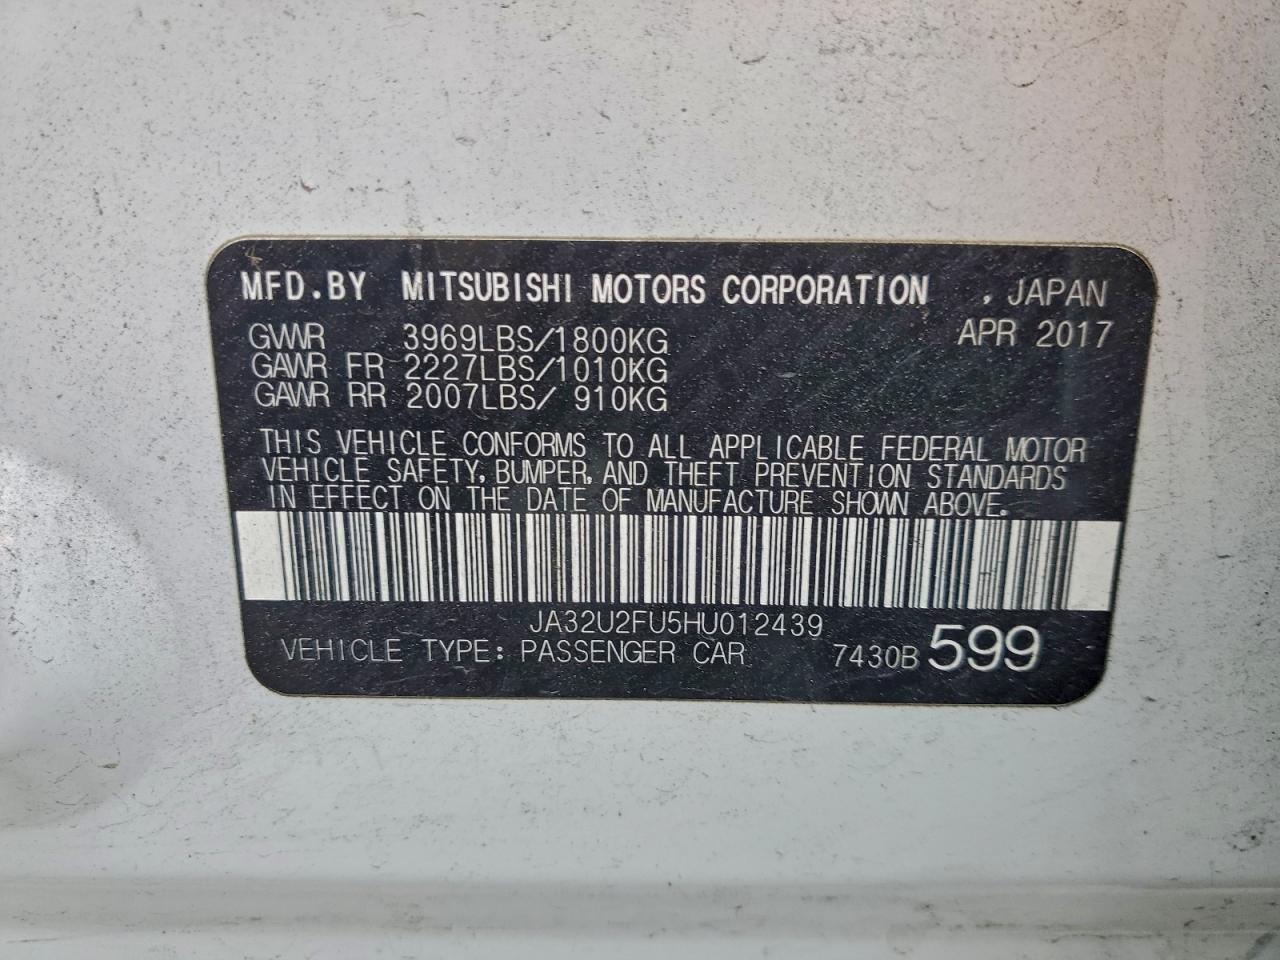 MFD.BY MITSUBISHI MOTORS CORPORATION , JAPAN
GVWR 3969LBS/1800KG APR 2017
GAWR FR 2227LBS/1010KG
GAWR RR 2007LBS/ 910KG
THIS VEHICLE CONFORMS TO ALL APPLICABLE FEDERAL MOTOR
VEHICLE SAFETY, BUMPER, AND THEFT PREVENTION STANDARDS
IN EFFECT ON THE DATE OF MANUFACTURE SHOWN ABOVE.
JA32U2FU5HU012439
VEHICLE TYPE: PASSENGER CAR 7430B 599